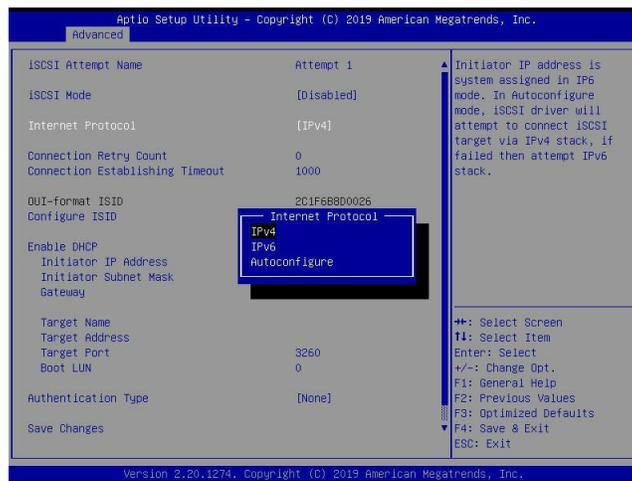 Aptio Setup Utility – Copyright (C) 2019 American Megatrends, Inc.
Advanced
iSCSI Attempt Name Attempt 1
iSCSI Mode [Disabled]
Internet Protocol [IPv4]
Connection Retry Count 0
Connection Establishing Timeout 1000
OUI-format ISID 2C1F6B8D0026
Configure ISID
Enable DHCP
Initiator IP Address
Initiator Subnet Mask
Gateway
Target Name
Target Address
Target Port 3260
Boot LUN 0
Authentication Type [None]
Save Changes
Internet Protocol
IPv4
IPv6
Autoconfigure
Initiator IP address is
system assigned in IP6
mode. In Autoconfigure
mode, iSCSI driver will
attempt to connect iSCSI
target via IPv4 stack, if
failed then attempt IPv6
stack.
→←: Select Screen
↑↓: Select Item
Enter: Select
+/-: Change Opt.
F1: General Help
F2: Previous Values
F3: Optimized Defaults
F4: Save & Exit
ESC: Exit
Version 2.20.1274. Copyright (C) 2019 American Megatrends, Inc.